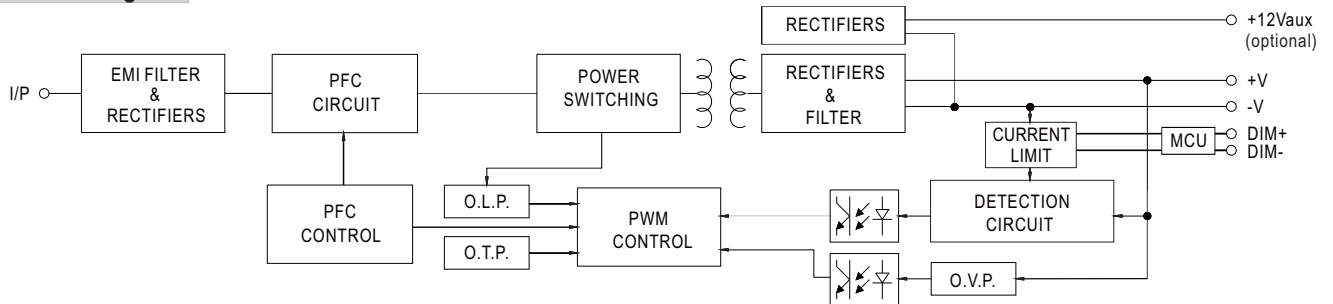 RECTIFIERS
+12Vaux
(optional)
I/P
EMI FILTER
&
RECTIFIERS
PFC
CIRCUIT
POWER
SWITCHING
RECTIFIERS
&
FILTER
+V
-V
CURRENT
LIMIT
MCU
DIM+
DIM-
PFC
CONTROL
O.L.P.
O.T.P.
PWM
CONTROL
DETECTION
CIRCUIT
O.V.P.